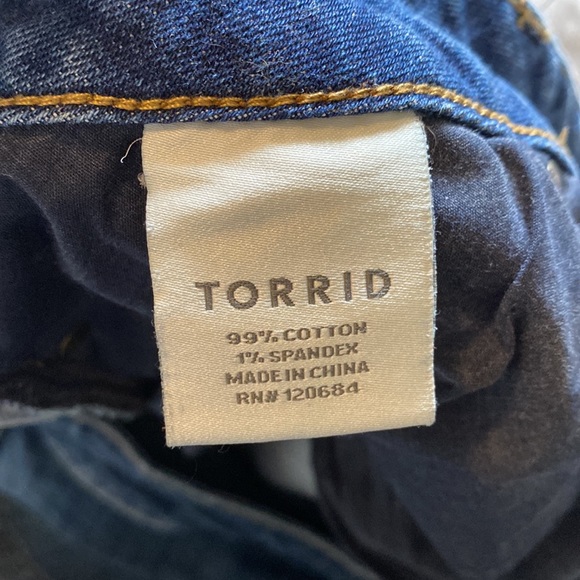 TORRID
99% COTTON
1% SPANDEX
MADE IN CHINA
RN# 120684